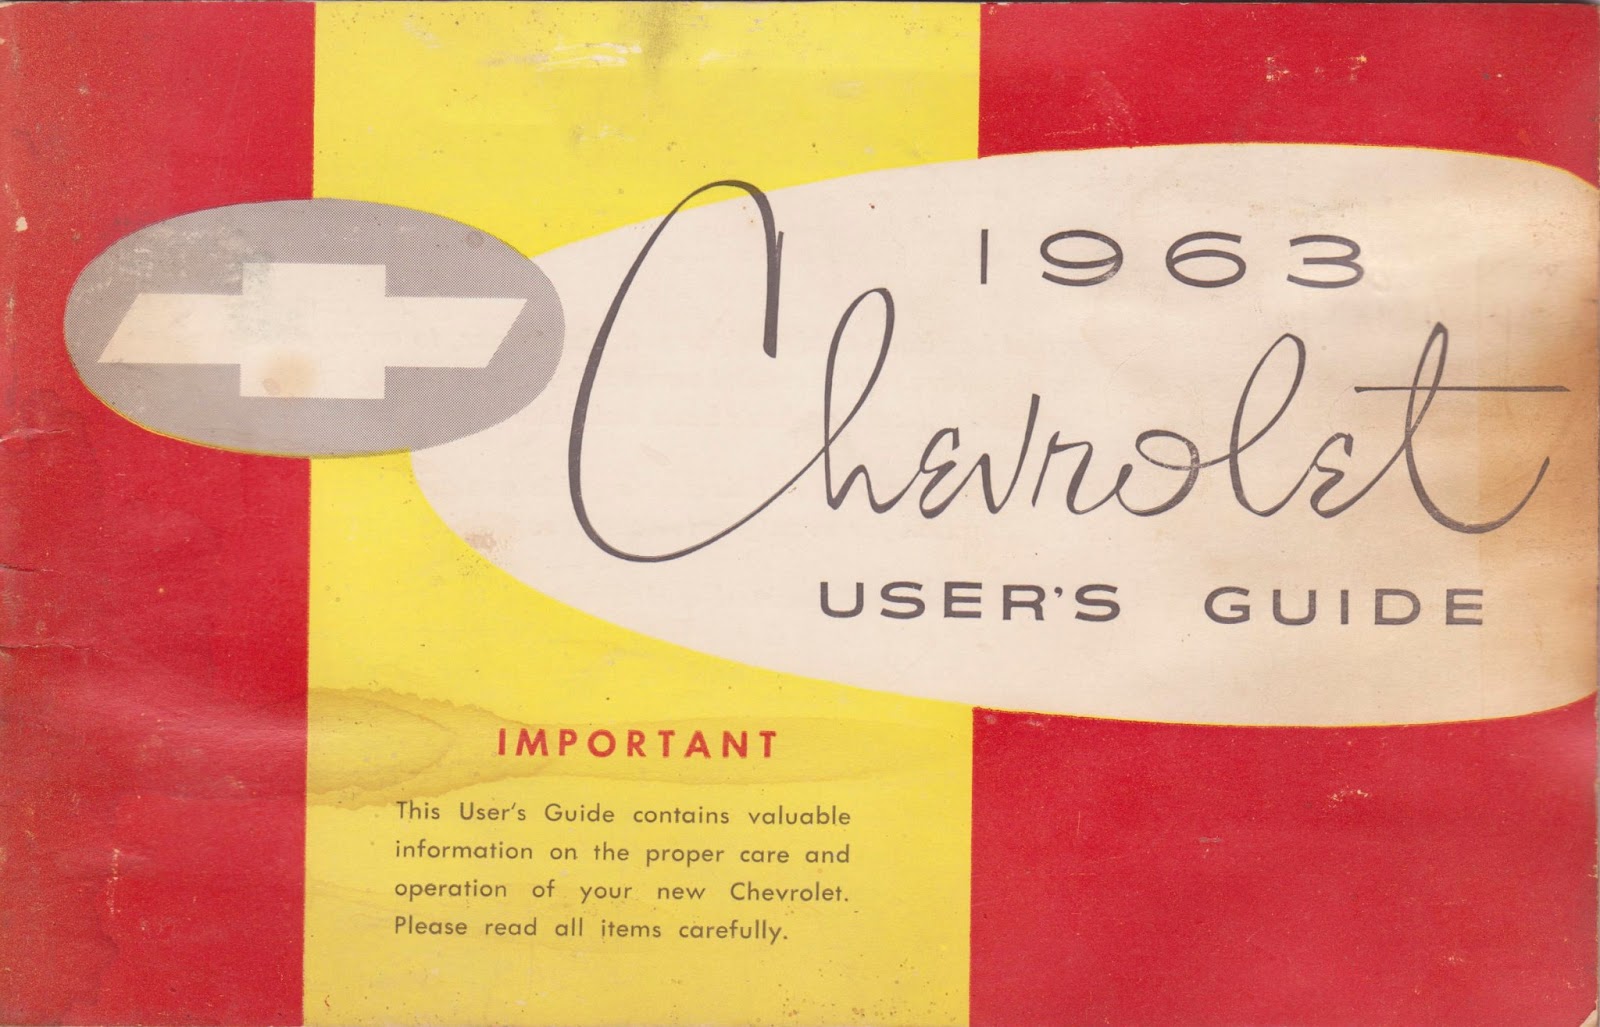 1963
Chevrolet
USER'S GUIDE
IMPORTANT
This User's Guide contains valuable
information on the proper care and
operation of your new Chevrolet.
Please read all items carefully.